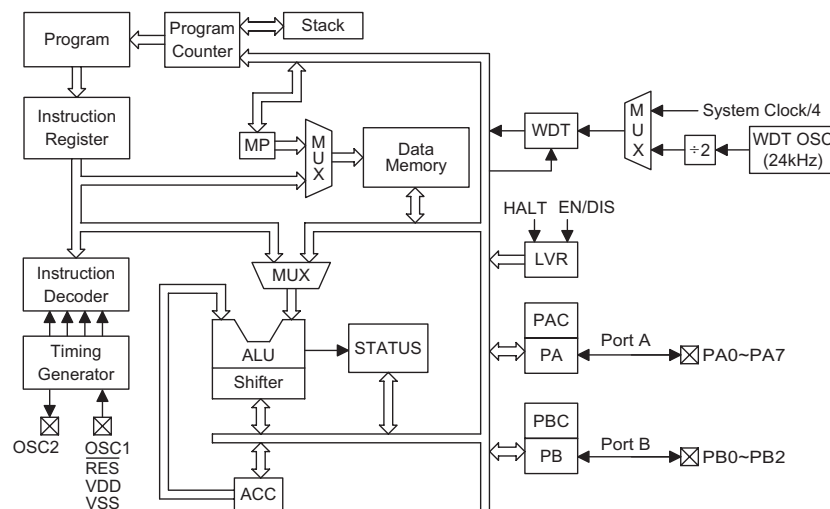 Program
Program
Counter
Stack
Instruction
Register
MP
M
U
X
Data
Memory
WDT
M
U
X
System Clock/4
÷2
WDT OSC
(24kHz)
HALT
EN/DIS
LVR
Instruction
Decoder
MUX
Timing
Generator
ALU
Shifter
STATUS
PAC
PA
Port A
PA0~PA7
PBC
PB
Port B
PB0~PB2
OSC2
OSC1
RES
VDD
VSS
ACC